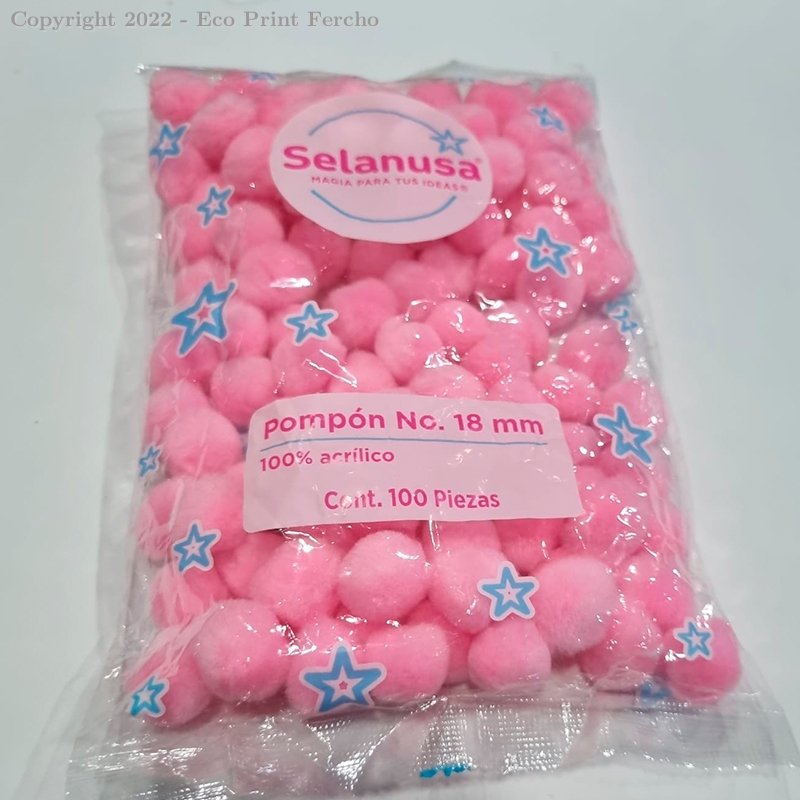 Copyright 2022 - Eco Print Fercho
Selanusa®
MAGIA PARA TUS IDEAS®
Pompón No. 18 mm
100% acrílico
Cont. 100 Piezas